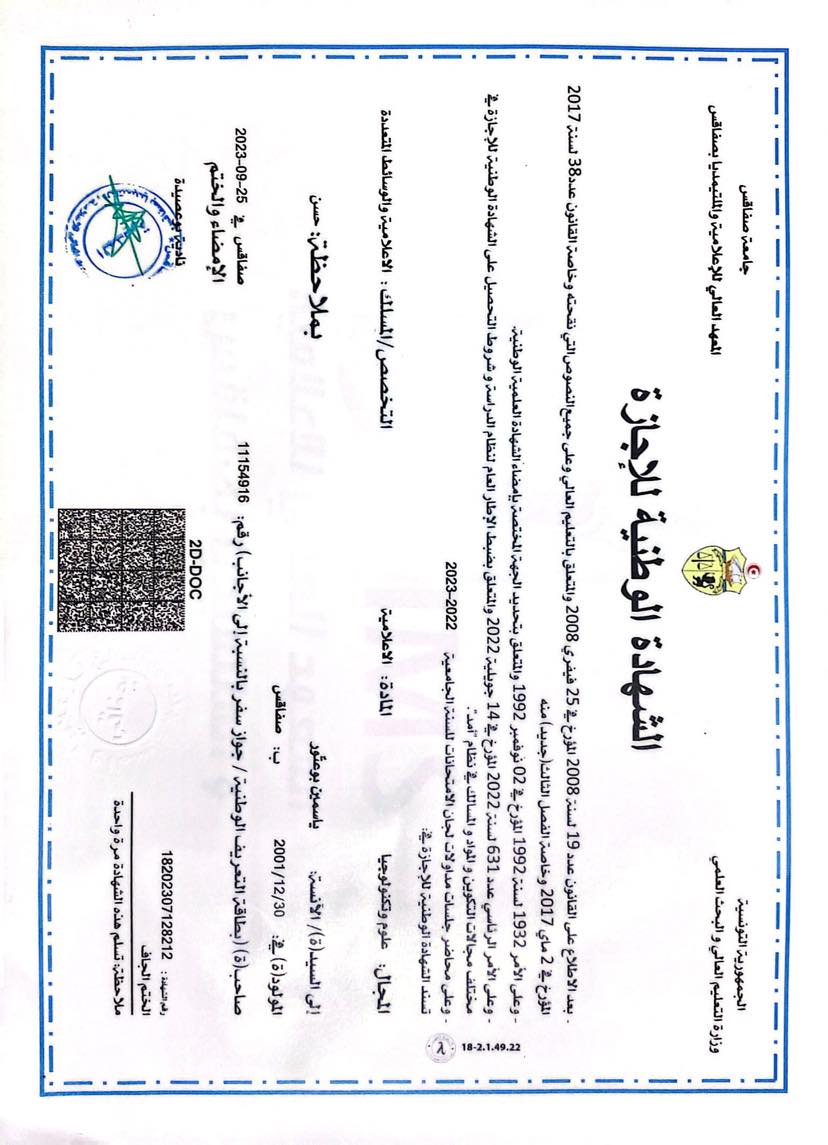 الجمهورية التونسية
وزارة التعليم العالي و البحث العلمي
جامعة صفاقس
المعهد العالي للإعلامية والملتيمديا بصفاقس
الشهادة الوطنية للإجازة
- بعد الاطلاع على القانون عدد 19 لسنة 2008 المؤرخ في 25 فيفري 2008 والمتعلق بالتعليم العالي وعلى جميع النصوص التي نقحته وخاصة القانون عدد 38 لسنة 2017
المؤرخ في 2 ماي 2017 وخاصة الفصل الثالث (جديد) منه
- وعلى الأمر 1932 لسنة 1992 المؤرخ في 02 نوفمبر 1992 والمتعلق بتحديد الجهة المختصة بإمضاء الشهادة العلمية الوطنية.
- وعلى الأمر الرئاسي عدد 631 لسنة 2022 المؤرخ في 14 جويلية 2022 والمتعلق بضبط الإطار العام لنظام الدراسة و شروط التحصيل على الشهادة الوطنية للإجازة في
مختلف مجالات التكوين و المواد و المسالك في نظام "أمد".
- وعلى محاضر جلسات مداولات لجان الامتحانات للسنة الجامعية 2022-2023
تسند الشهادة الوطنية للإجازة في:
18-2.1.49.22
المجال: علوم وتكنولوجيا المادة: الاعلامية التخصص/المسلك: الاعلامية والوسائط المتعددة
إلى السيد(ة)/ الآنسة: ياسمين بوعتّور بملاحظة: حسن
المولود(ة) في: 2001/12/30 ب: صفاقس
صاحب(ة) (بطاقة التعريف الوطنية / جواز سفر بالنسبة إلى الأجانب) رقم: 11154916
صفاقس في 25-09-2023
الإمضاء والختم
نادية بوعصيدة
2D-DOC
رقم الشهادة: 18202307128212
الختم الجاف
ملاحظة: تسلم هذه الشهادة مرة واحدة